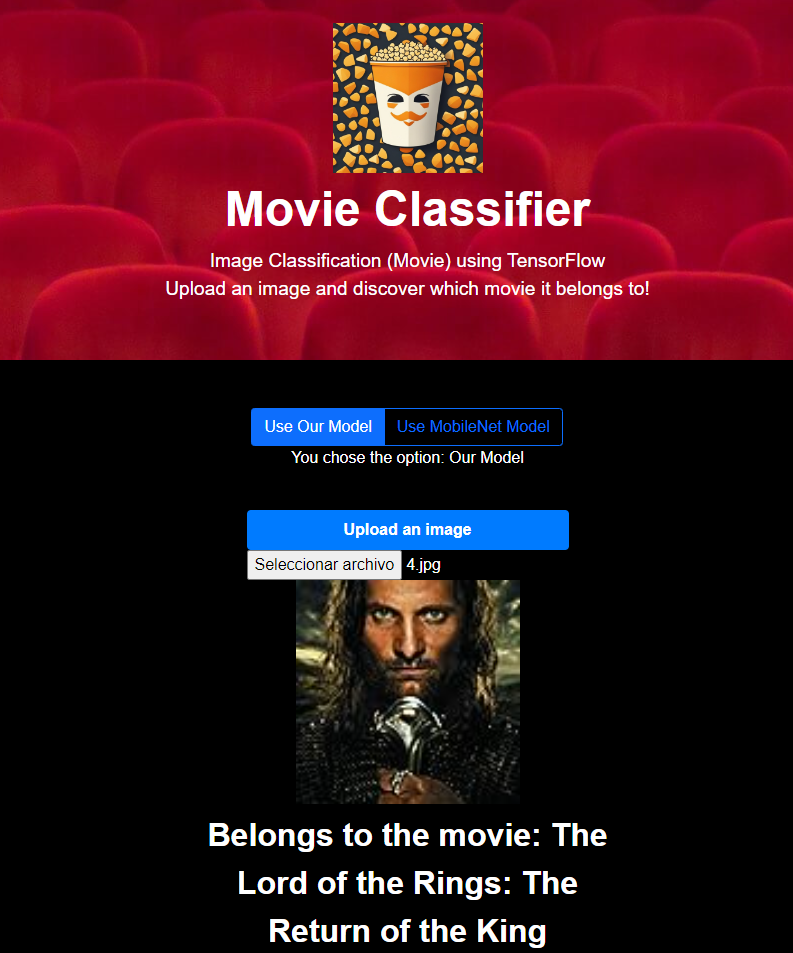 Movie Classifier
Image Classification (Movie) using TensorFlow
Upload an image and discover which movie it belongs to!
Use Our Model
Use MobileNet Model
You chose the option: Our Model
Upload an image
Seleccionar archivo 4.jpg
Belongs to the movie: The
Lord of the Rings: The
Return of the King